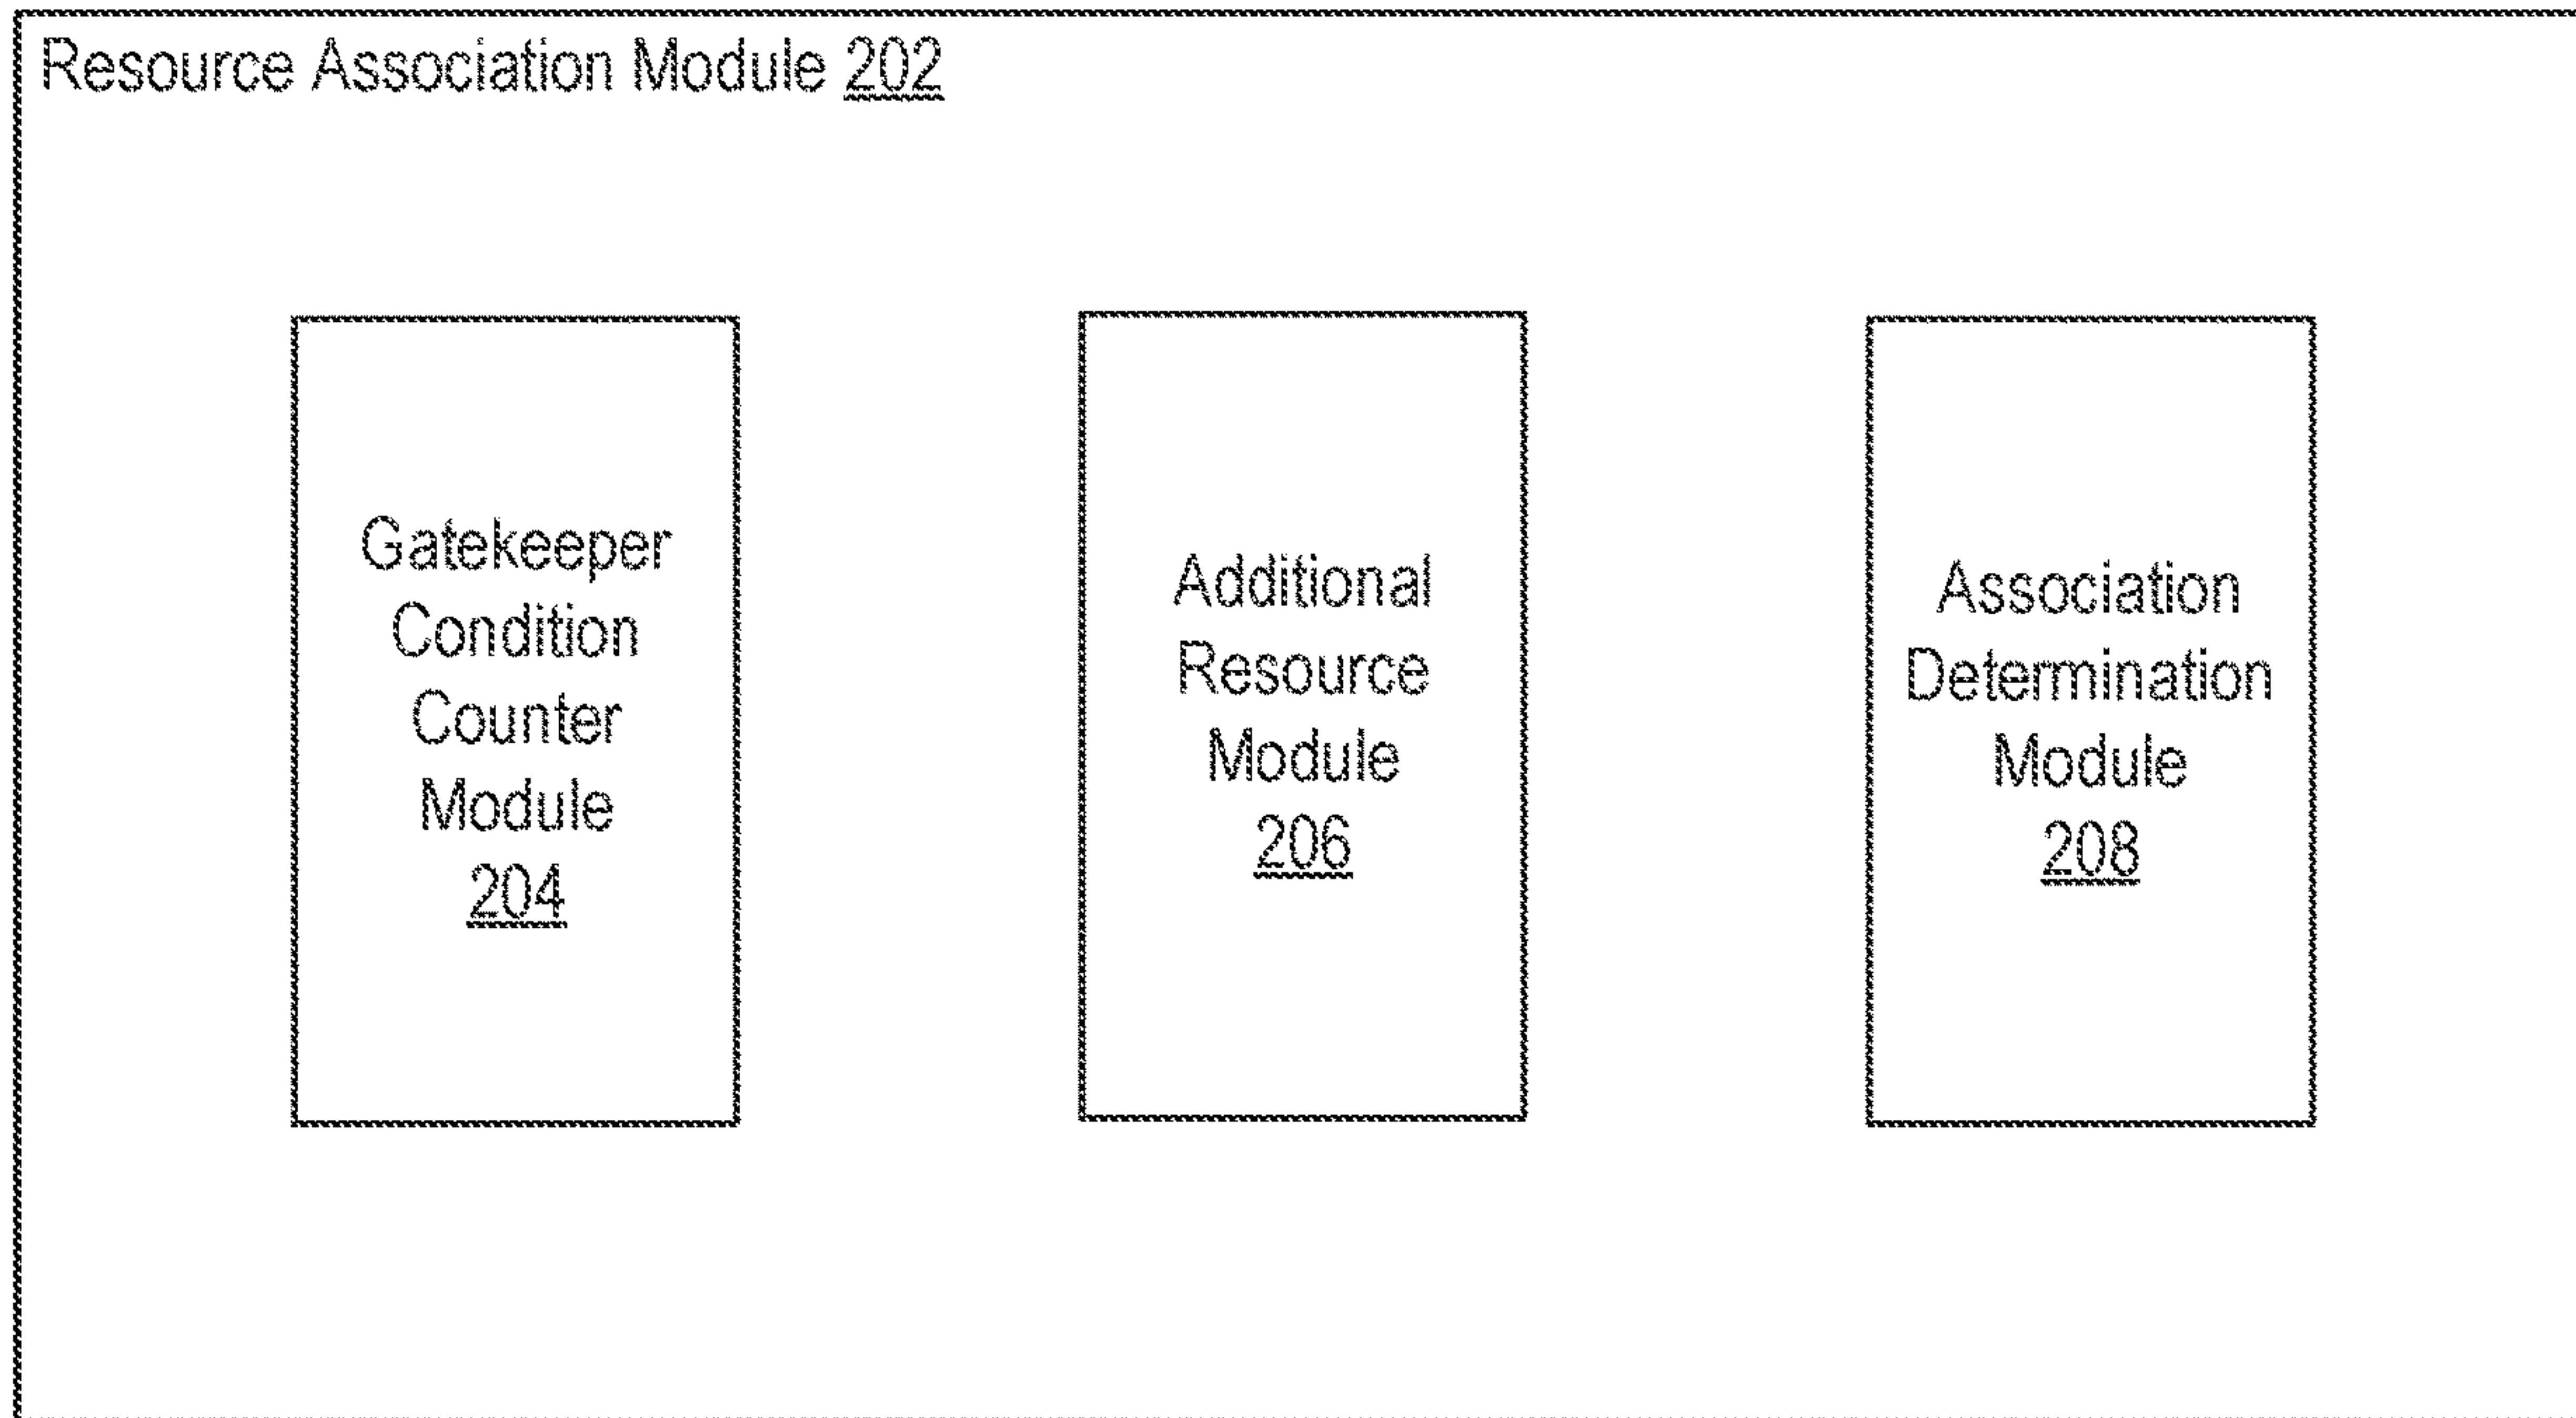 Resource Association Module 202
Gatekeeper
Condition
Counter
Module
204
Additional
Resource
Module
206
Association
Determination
Module
208